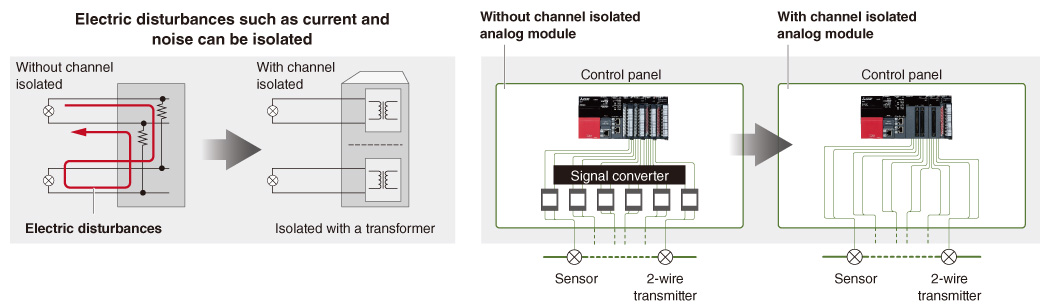 Electric disturbances such as current and
noise can be isolated
Without channel
isolated
With channel
isolated
Electric disturbances
Isolated with a transformer
Without channel isolated
analog module
Control panel
Signal converter
Sensor
2-wire
transmitter
With channel isolated
analog module
Control panel
Sensor
2-wire
transmitter